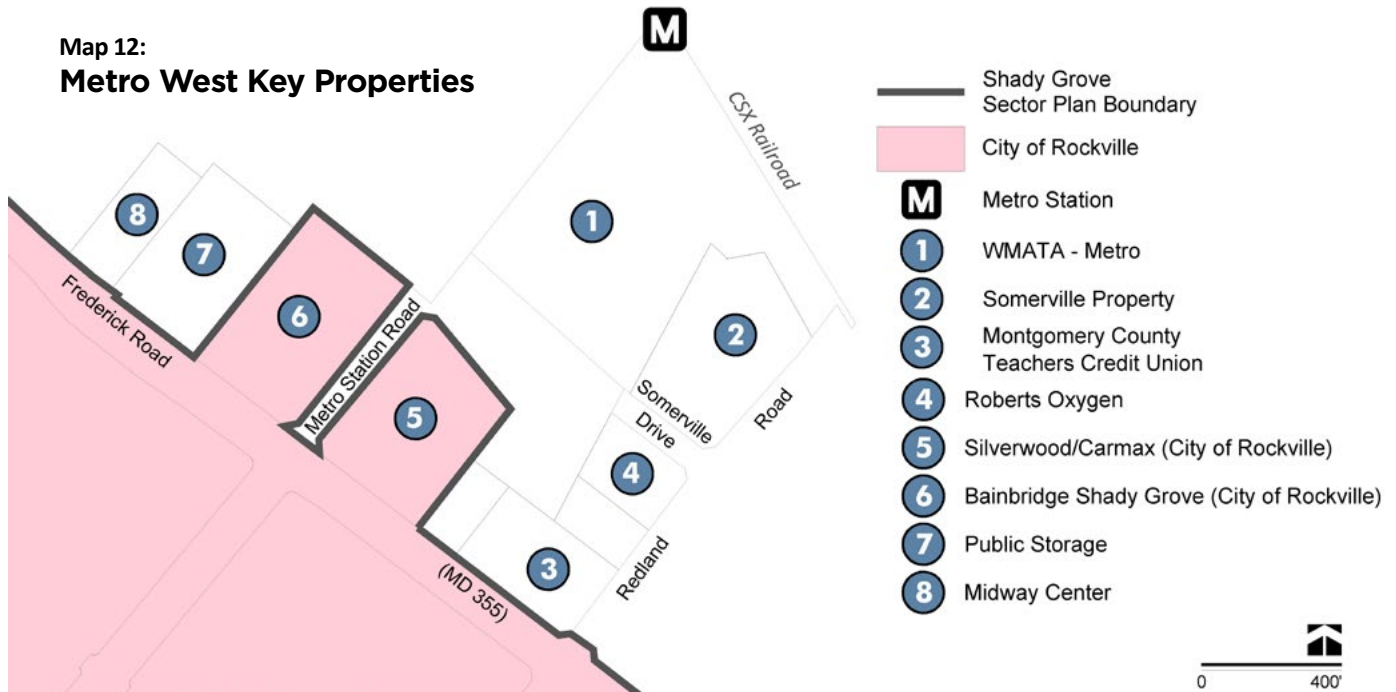 Map 12:
Metro West Key Properties
M
CSX Railroad
1
8
7
6
2
Frederick Road
Metro Station Road
5
Somerville
Drive
Road
4
3
Redland
(MD 355)
Shady Grove
Sector Plan Boundary
City of Rockville
M Metro Station
1 WMATA - Metro
2 Somerville Property
3 Montgomery County
Teachers Credit Union
4 Roberts Oxygen
5 Silverwood/Carmax (City of Rockville)
6 Bainbridge Shady Grove (City of Rockville)
7 Public Storage
8 Midway Center
0 400'